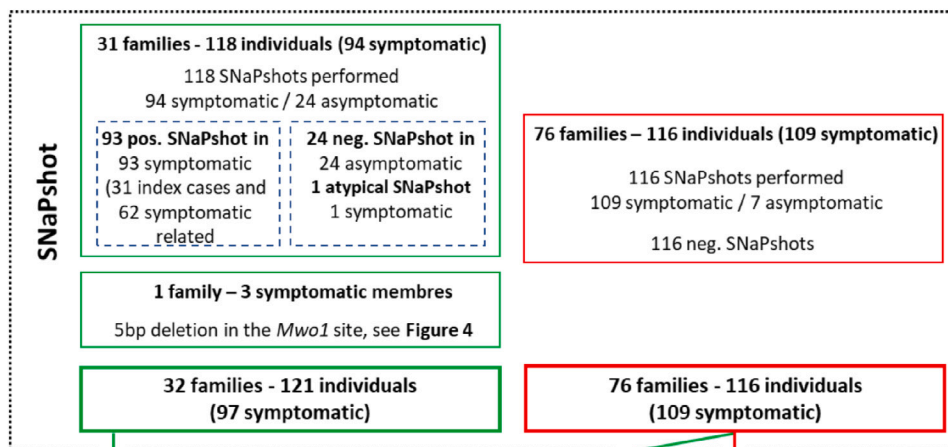 SNaPshot
31 families - 118 individuals (94 symptomatic)
118 SNaPshots performed
94 symptomatic / 24 asymptomatic
93 pos. SNaPshot in
93 symptomatic
(31 index cases and
62 symptomatic
related
24 neg. SNaPshot in
24 asymptomatic
1 atypical SNaPshot
1 symptomatic
1 family – 3 symptomatic membres
5bp deletion in the Mwo1 site, see Figure 4
32 families - 121 individuals
(97 symptomatic)
76 families – 116 individuals (109 symptomatic)
116 SNaPshots performed
109 symptomatic / 7 asymptomatic
116 neg. SNaPshots
76 families - 116 individuals
(109 symptomatic)